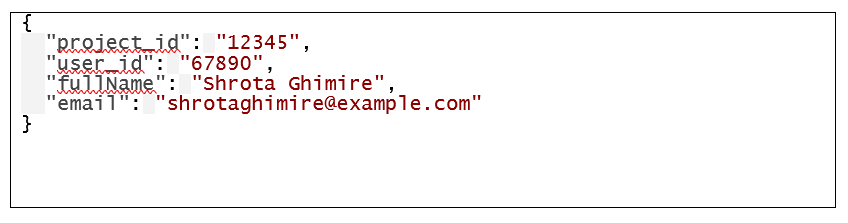 {
"project_id": "12345",
"user_id": "67890",
"fullName": "Shrota Ghimire",
"email": "shrotaghimire@example.com"
}